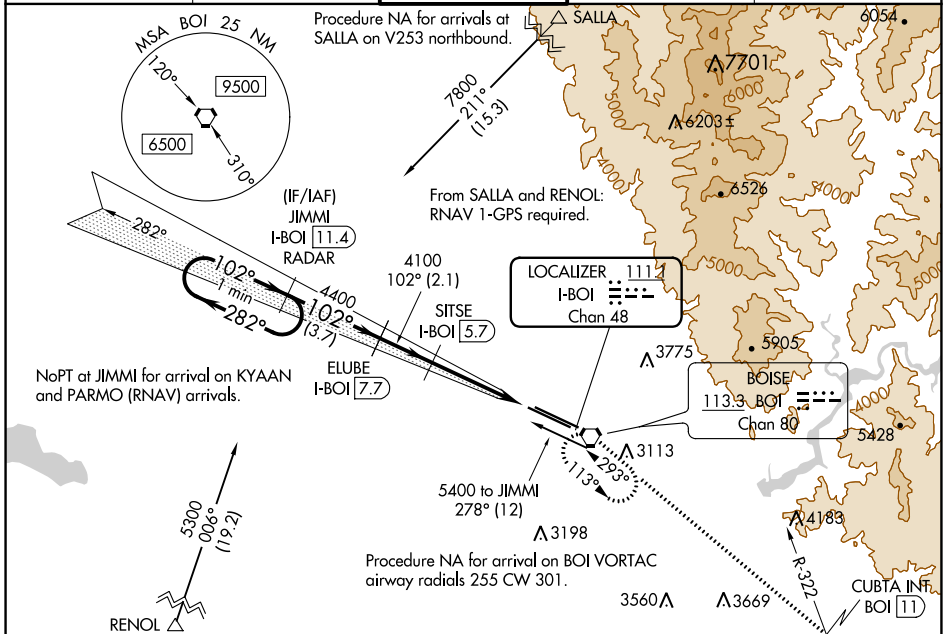 MSA BOI 25 NM
120°
9500
6500
310°
Procedure NA for arrivals at
SALLA on V253 northbound.
SALLA
7800
211°
(15.3)
6054
7701
6000
5000
6203±
4000
6526
4000
5000
From SALLA and RENOL:
RNAV 1-GPS required.
(IF/IAF)
JIMMI
I-BOI 11.4
RADAR
282°
102°
1 min
282°
4400
102°
(3.7)
4100
102° (2.1)
SITSE
I-BOI 5.7
ELUBE
I-BOI 7.7
LOCALIZER 111.1
I-BOI
Chan 48
3775
5905
BOISE
113.3 BOI
Chan 80
4000
5428
NoPT at JIMMI for arrival on KYAAN
and PARMO (RNAV) arrivals.
3113
293°
113°
5400 to JIMMI
278° (12)
3198
4183
R-322
5300
006°
(19.2)
Procedure NA for arrival on BOI VORTAC
airway radials 255 CW 301.
3560
3669
CUBTA INT
BOI 11
RENOL